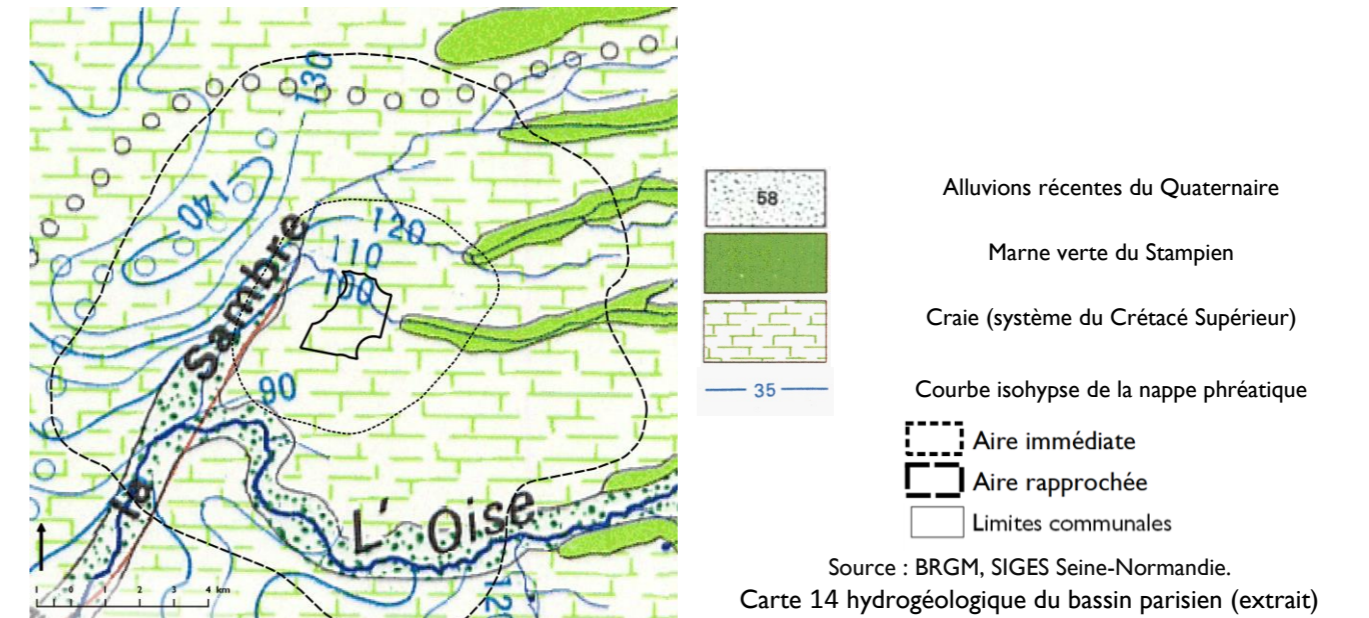 130
140
Sambre
120
110
100
90
la
L' Oise
120
1 0 1 2 3 4 km
58
Alluvions récentes du Quaternaire
Marne verte du Stampien
Craie (système du Crétacé Supérieur)
35
Courbe isohypse de la nappe phréatique
Aire immédiate
Aire rapprochée
Limites communales
Source : BRGM, SIGES Seine-Normandie.
Carte 14 hydrogéologique du bassin parisien (extrait)